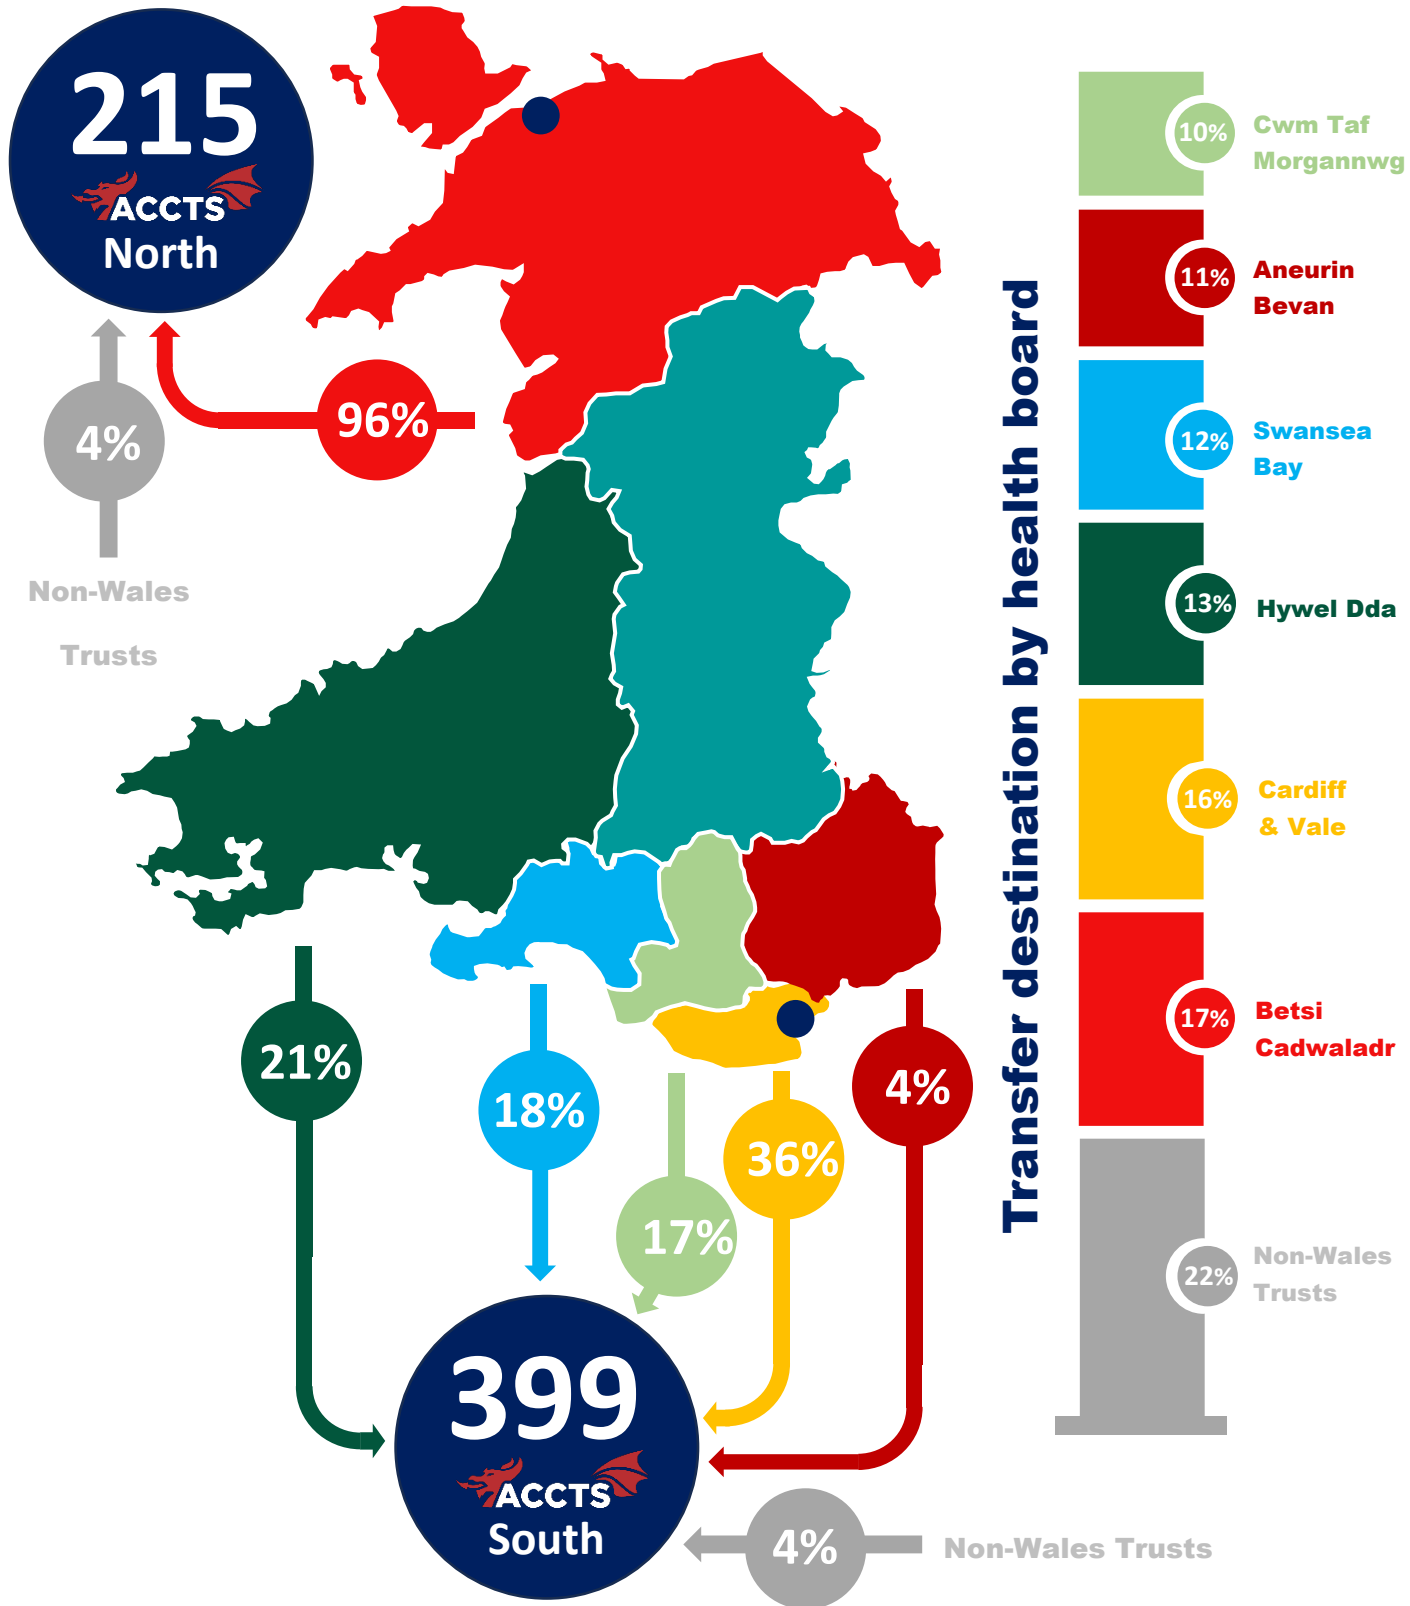 215
ACCTS
North
96%
4%
Non-Wales
Trusts
21%
18%
17%
36%
4%
399
ACCTS
South
4%
Non-Wales Trusts
Transfer destination by health board
10%
Cwm Taf
Morgannwg
11%
Aneurin
Bevan
12%
Swansea
Bay
13%
Hywel Dda
16%
Cardiff
& Vale
17%
Betsi
Cadwaladr
22%
Non-Wales
Trusts